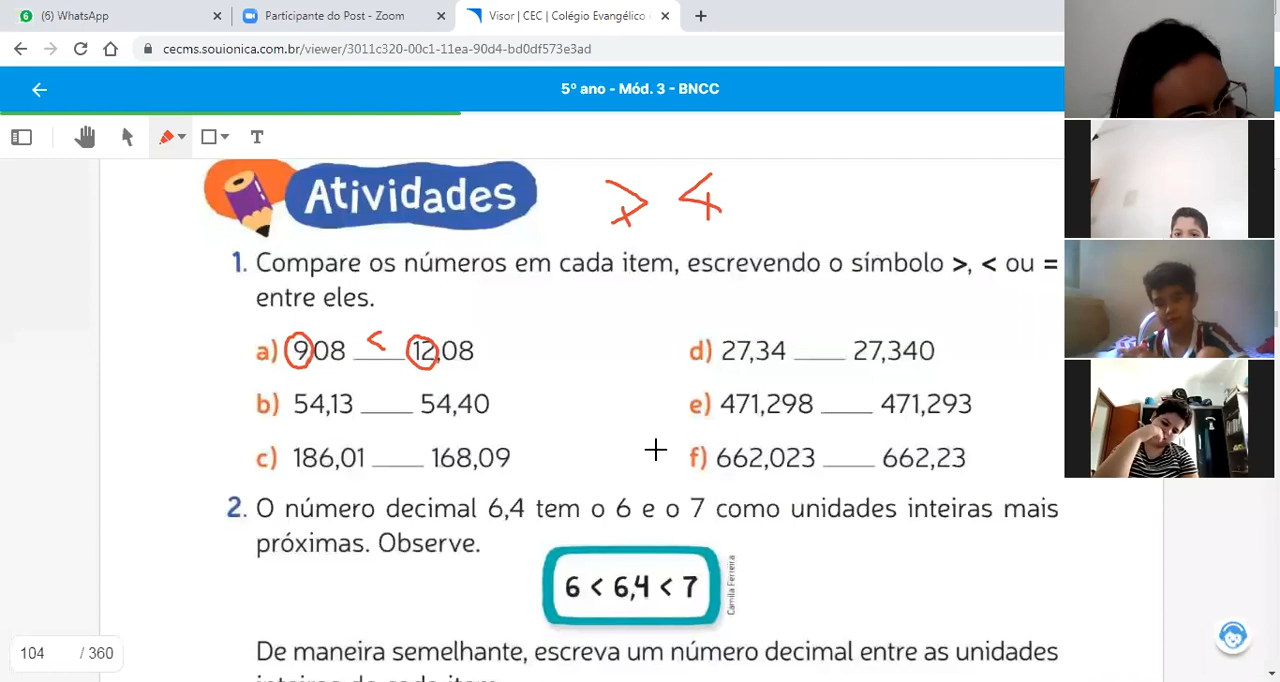 (6) WhatsApp
Participante do Post - Zoom
Visor | CEC | Colégio Evangélico
cecms.souionica.com.br/viewer/3011c320-00c1-11ea-90d4-bd0df573e3ad
5º ano - Mód. 3 - BNCC
T
Atividades
> <
1. Compare os números em cada item, escrevendo o símbolo >, < ou =
entre eles.
a) 9,08 < 12,08
b) 54,13 ____ 54,40
c) 186,01 ____ 168,09
d) 27,34 ____ 27,340
e) 471,298 ____ 471,293
f) 662,023 ____ 662,23
2. O número decimal 6,4 tem o 6 e o 7 como unidades inteiras mais
próximas. Observe.
6 < 6,4 < 7
Camila Ferreira
De maneira semelhante, escreva um número decimal entre as unidades
inteiras de cada item.
104 / 360